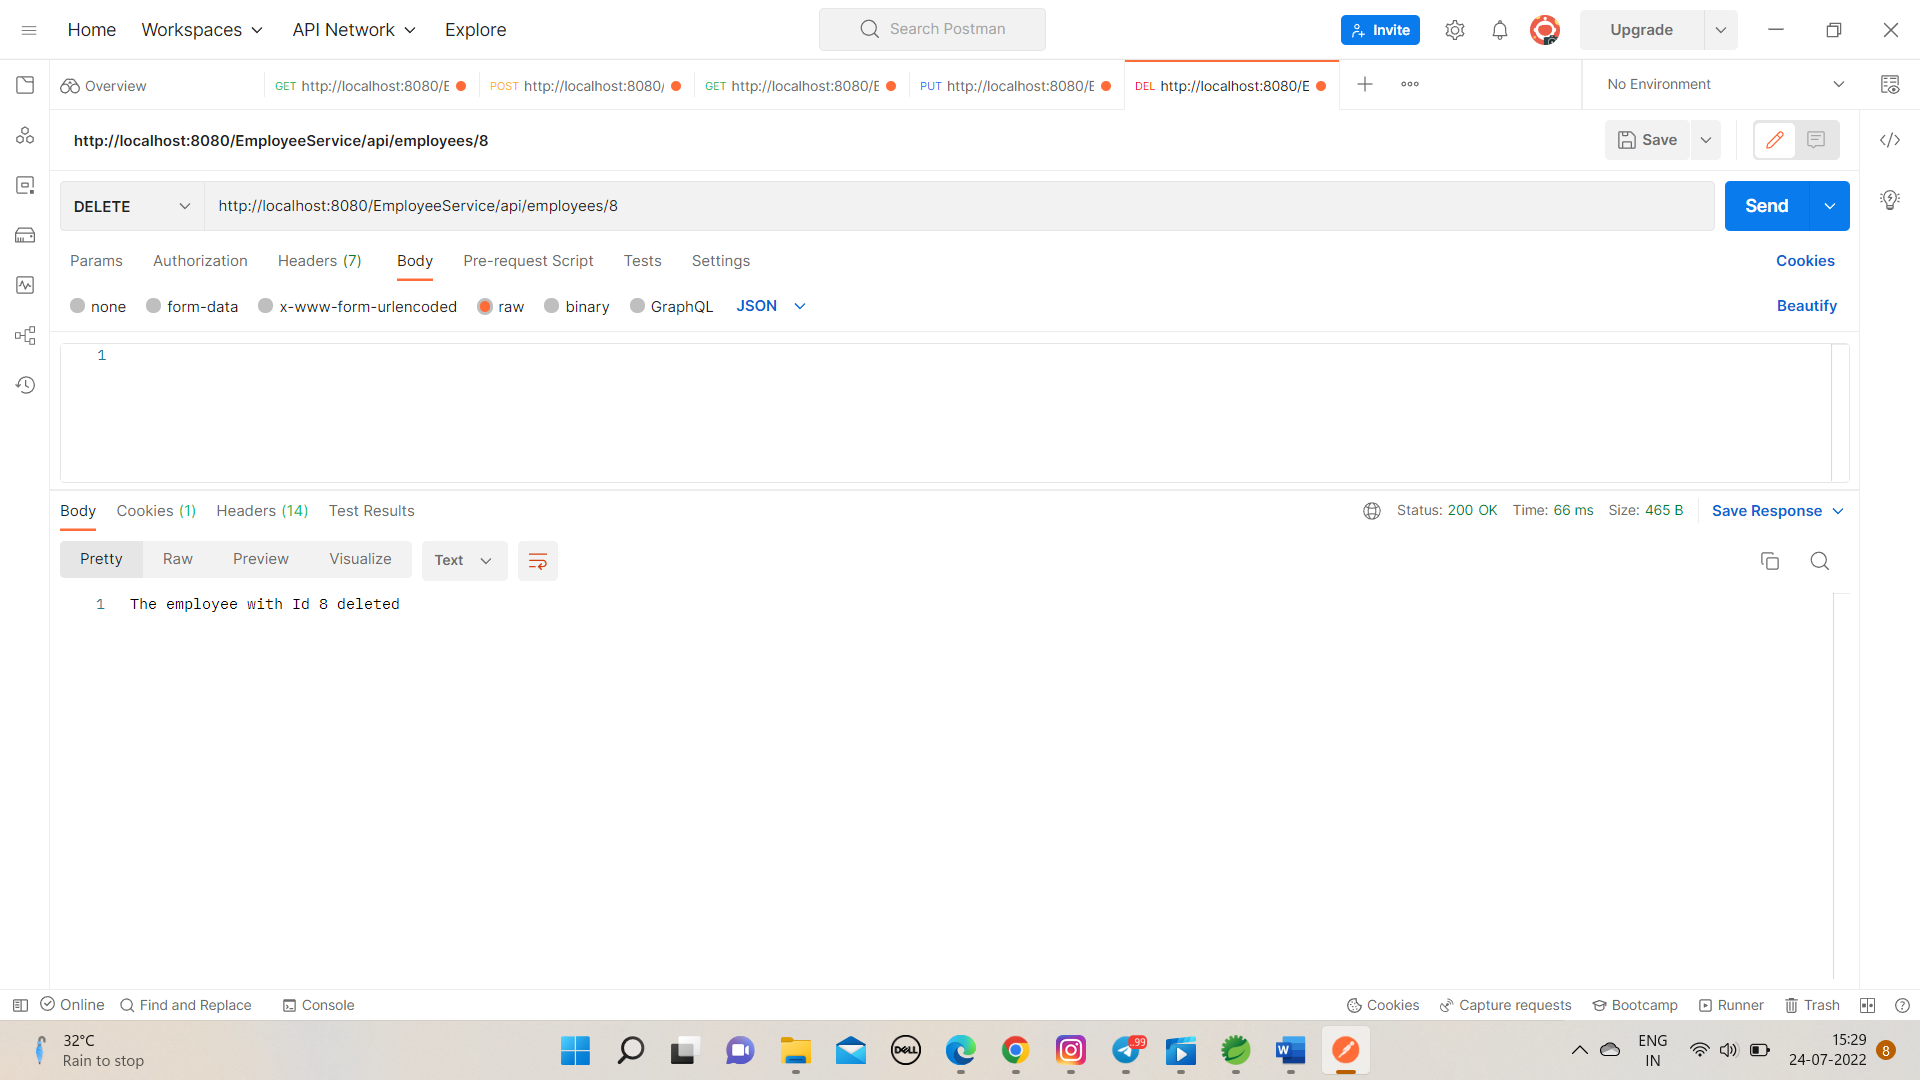 Home
Workspaces
API Network
Explore
Search Postman
Invite
Upgrade
Overview
GET http://localhost:8080/E
POST http://localhost:8080/
GET http://localhost:8080/E
PUT http://localhost:8080/E
DEL http://localhost:8080/E
No Environment
http://localhost:8080/EmployeeService/api/employees/8
Save
DELETE
http://localhost:8080/EmployeeService/api/employees/8
Send
Params
Authorization
Headers (7)
Body
Pre-request Script
Tests
Settings
Cookies
none
form-data
x-www-form-urlencoded
raw
binary
GraphQL
JSON
Beautify
1
Body
Cookies (1)
Headers (14)
Test Results
Status: 200 OK
Time: 66 ms
Size: 465 B
Save Response
Pretty
Raw
Preview
Visualize
Text
1 The employee with Id 8 deleted
Online
Find and Replace
Console
Cookies
Capture requests
Bootcamp
Runner
Trash
32°C
Rain to stop
DELL
99
W
ENG
IN
15:29
24-07-2022
8